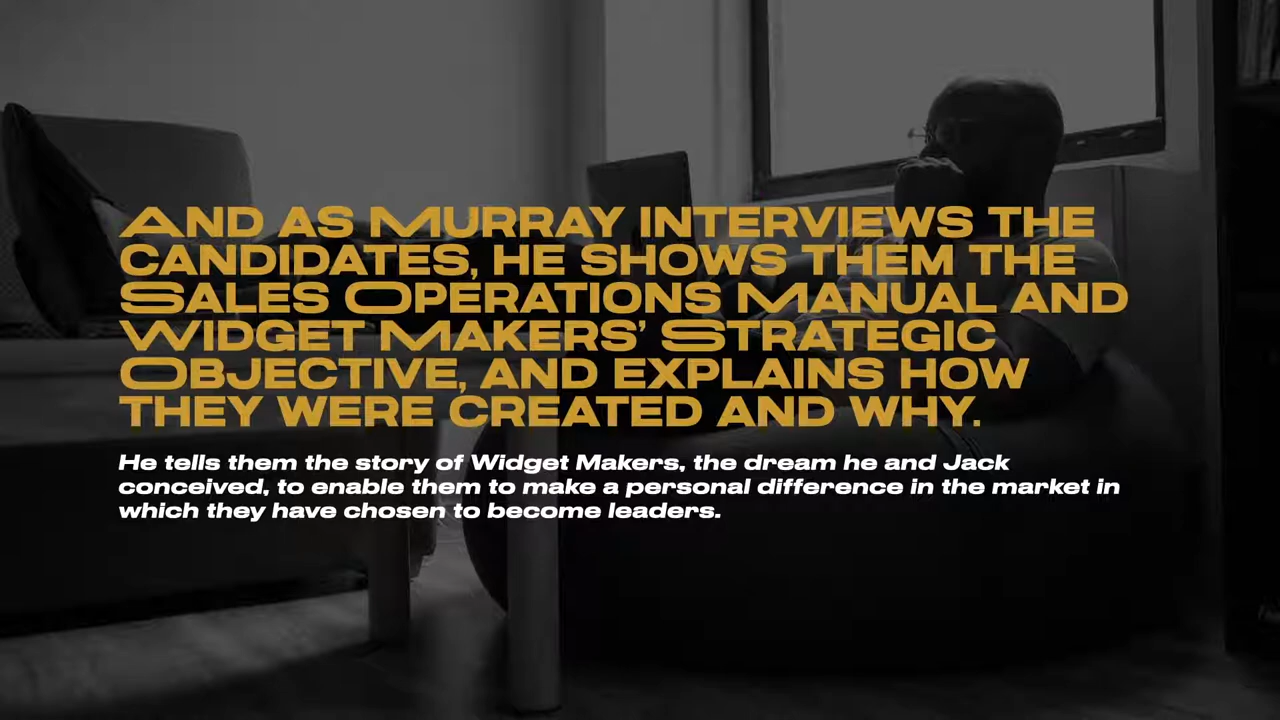 And as Murray interviews the
candidates, he shows them the
Sales Operations Manual and
Widget Makers’ Strategic
Objective, and explains how
they were created and why.
He tells them the story of Widget Makers, the dream he and Jack
conceived, to enable them to make a personal difference in the market in
which they have chosen to become leaders.